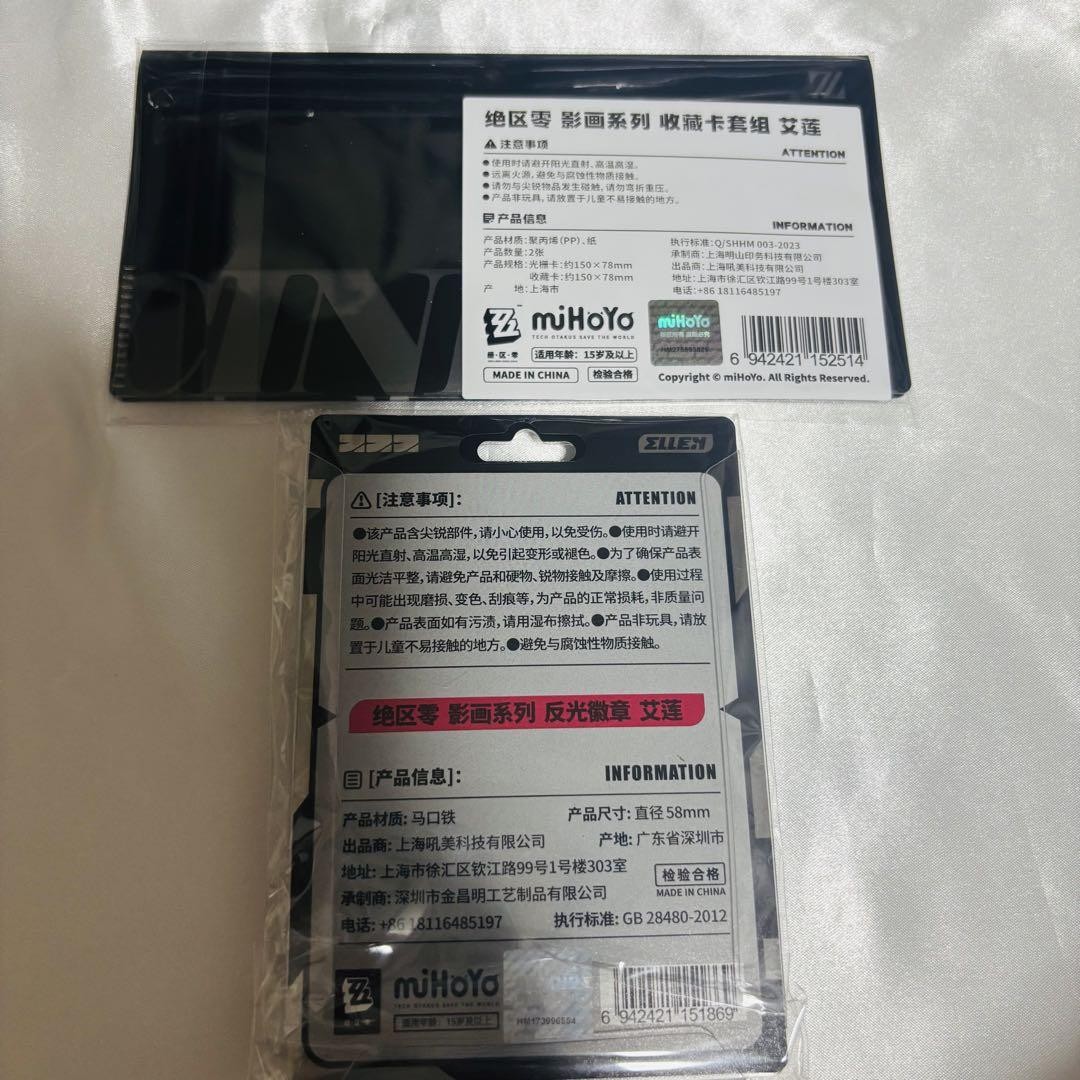 绝区零 影画系列 收藏卡套组 艾莲
注意事项
ATTENTION
●使用时请避开阳光直射、高温高湿。
●远离火源,避免与腐蚀性物质接触。
●请勿与尖锐物品发生碰触,请勿弯折重压。
●产品非玩具,请放置于儿童不易接触的地方。
产品信息
INFORMATION
产品材质:聚丙烯(PP)、纸
产品数量:2张
产品规格:光栅卡:约150×78mm
收藏卡:约150×78mm
产 地:上海市
执行标准:Q/SHHM 003-2023
承制商:上海明山印务科技有限公司
出品商:上海吼美科技有限公司
地址:上海市徐汇区钦江路99号1号楼303室
电话:+86 18116485197
绝·区·零
miHoYo
TECH OTAKUS SAVE THE WORLD
适用年龄:15岁及以上
MADE IN CHINA
检验合格
miHoYo
6 942421 152514
Copyright © miHoYo. All Rights Reserved.
ELLEN
[注意事项]:
ATTENTION
●该产品含尖锐部件,请小心使用,以免受伤。●使用时请避开
阳光直射、高温高湿,以免引起变形或褪色。●为了确保产品表
面光洁平整,请避免产品和硬物、锐物接触及摩擦。●使用过程
中可能出现磨损、变色、刮痕等,为产品的正常损耗,非质量问
题。●产品表面如有污渍,请用湿布擦拭。●产品非玩具,请放
置于儿童不易接触的地方。●避免与腐蚀性物质接触。
绝区零 影画系列 反光徽章 艾莲
[产品信息]:
INFORMATION
产品材质: 马口铁
产品尺寸: 直径 58mm
出品商: 上海吼美科技有限公司
产地: 广东省深圳市
地址: 上海市徐汇区钦江路99号1号楼303室
检验合格
MADE IN CHINA
承制商: 深圳市金昌明工艺制品有限公司
电话: +86 18116485197
执行标准: GB 28480-2012
miHoYo
TECH OTAKUS SAVE THE WORLD
适用年龄: 15岁及以上
HM173996554
6 942421 151869